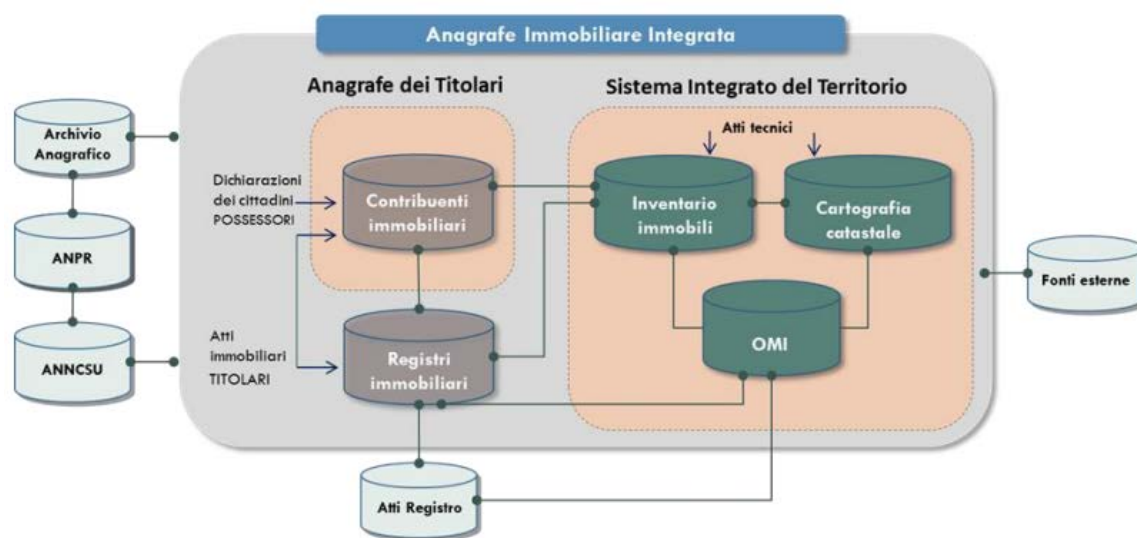 Anagrafe Immobiliare Integrata
Anagrafe dei Titolari
Sistema Integrato del Territorio
Archivio
Anagrafico
ANPR
ANNCSU
Dichiarazioni
dei cittadini
POSSESSORI
Contribuenti
immobiliari
Atti
immobiliari
TITOLARI
Registri
immobiliari
Atti tecnici
Inventario
immobili
Cartografia
catastale
OMI
Fonti esterne
Atti Registro